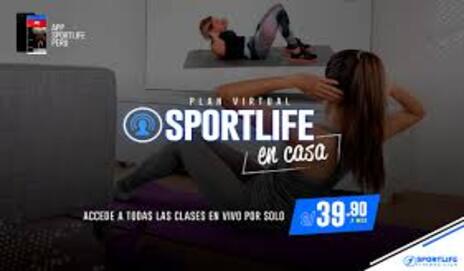 APP
SPORTLIFE
PERÚ
PLAN VIRTUAL
SPORTLIFE
en casa
ACCEDE A TODAS LAS CLASES EN VIVO POR SOLO
S/ 39.90
SPORTLIFE